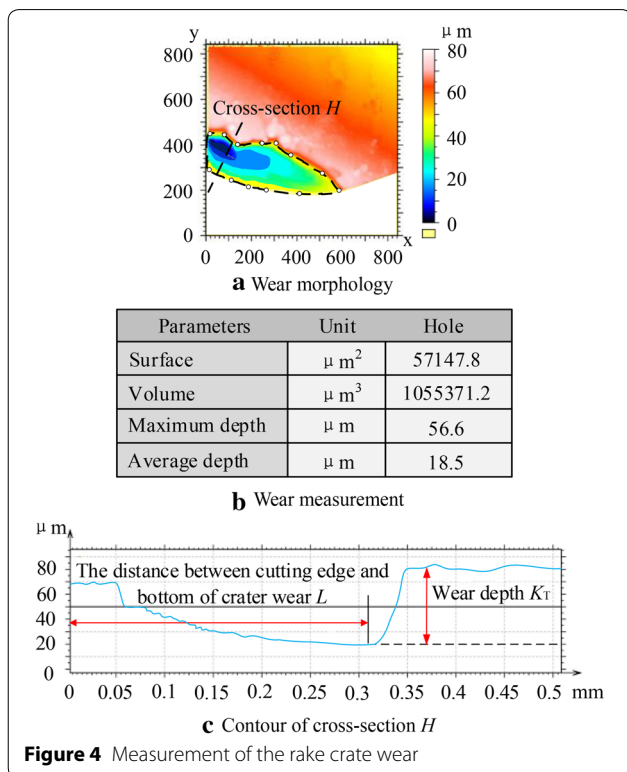 y
μm
800
80
600
60
Cross-section H
400
40
200
20
0
0
x
0 200 400 600 800
a Wear morphology
Parameters Unit Hole
Surface μm² 57147.8
Volume μm³ 1055371.2
Maximum depth μm 56.6
Average depth μm 18.5
b Wear measurement
μm
80
The distance between cutting edge and
60
bottom of crater wear L
Wear depth KT
40
20
0
0 0.05 0.1 0.15 0.2 0.25 0.3 0.35 0.4 0.45 0.5
mm
c Contour of cross-section H
Figure 4 Measurement of the rake crate wear